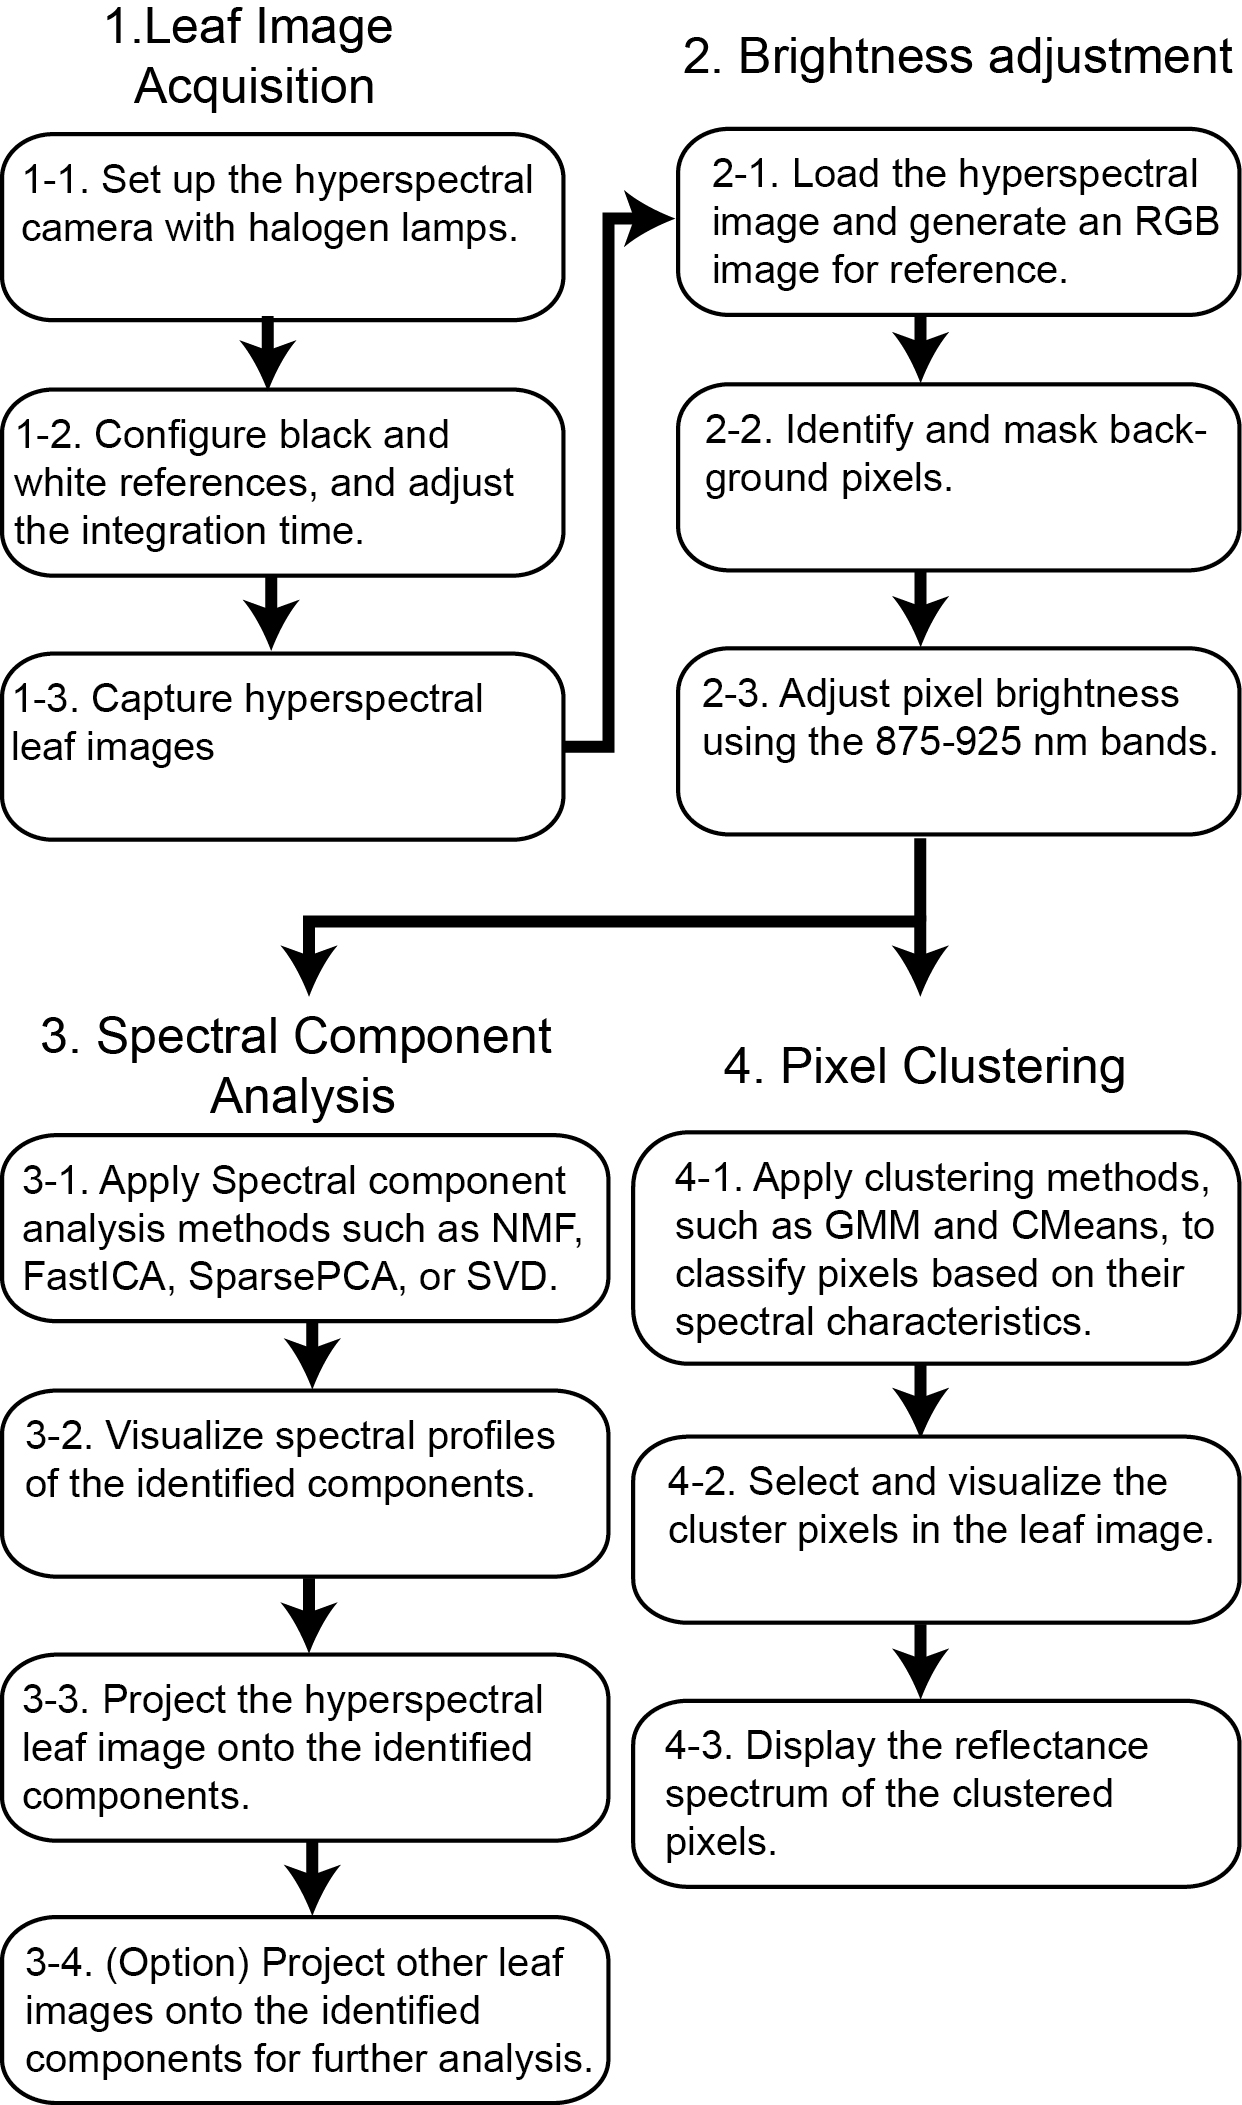 1.Leaf Image
Acquisition
1-1. Set up the hyperspectral
camera with halogen lamps.
1-2. Configure black and
white references, and adjust
the integration time.
1-3. Capture hyperspectral
leaf images
2. Brightness adjustment
2-1. Load the hyperspectral
image and generate an RGB
image for reference.
2-2. Identify and mask back-
ground pixels.
2-3. Adjust pixel brightness
using the 875-925 nm bands.
3. Spectral Component
Analysis
3-1. Apply Spectral component
analysis methods such as NMF,
FastICA, SparsePCA, or SVD.
3-2. Visualize spectral profiles
of the identified components.
3-3. Project the hyperspectral
leaf image onto the identified
components.
3-4. (Option) Project other leaf
images onto the identified
components for further analysis.
4. Pixel Clustering
4-1. Apply clustering methods,
such as GMM and CMeans, to
classify pixels based on their
spectral characteristics.
4-2. Select and visualize the
cluster pixels in the leaf image.
4-3. Display the reflectance
spectrum of the clustered
pixels.